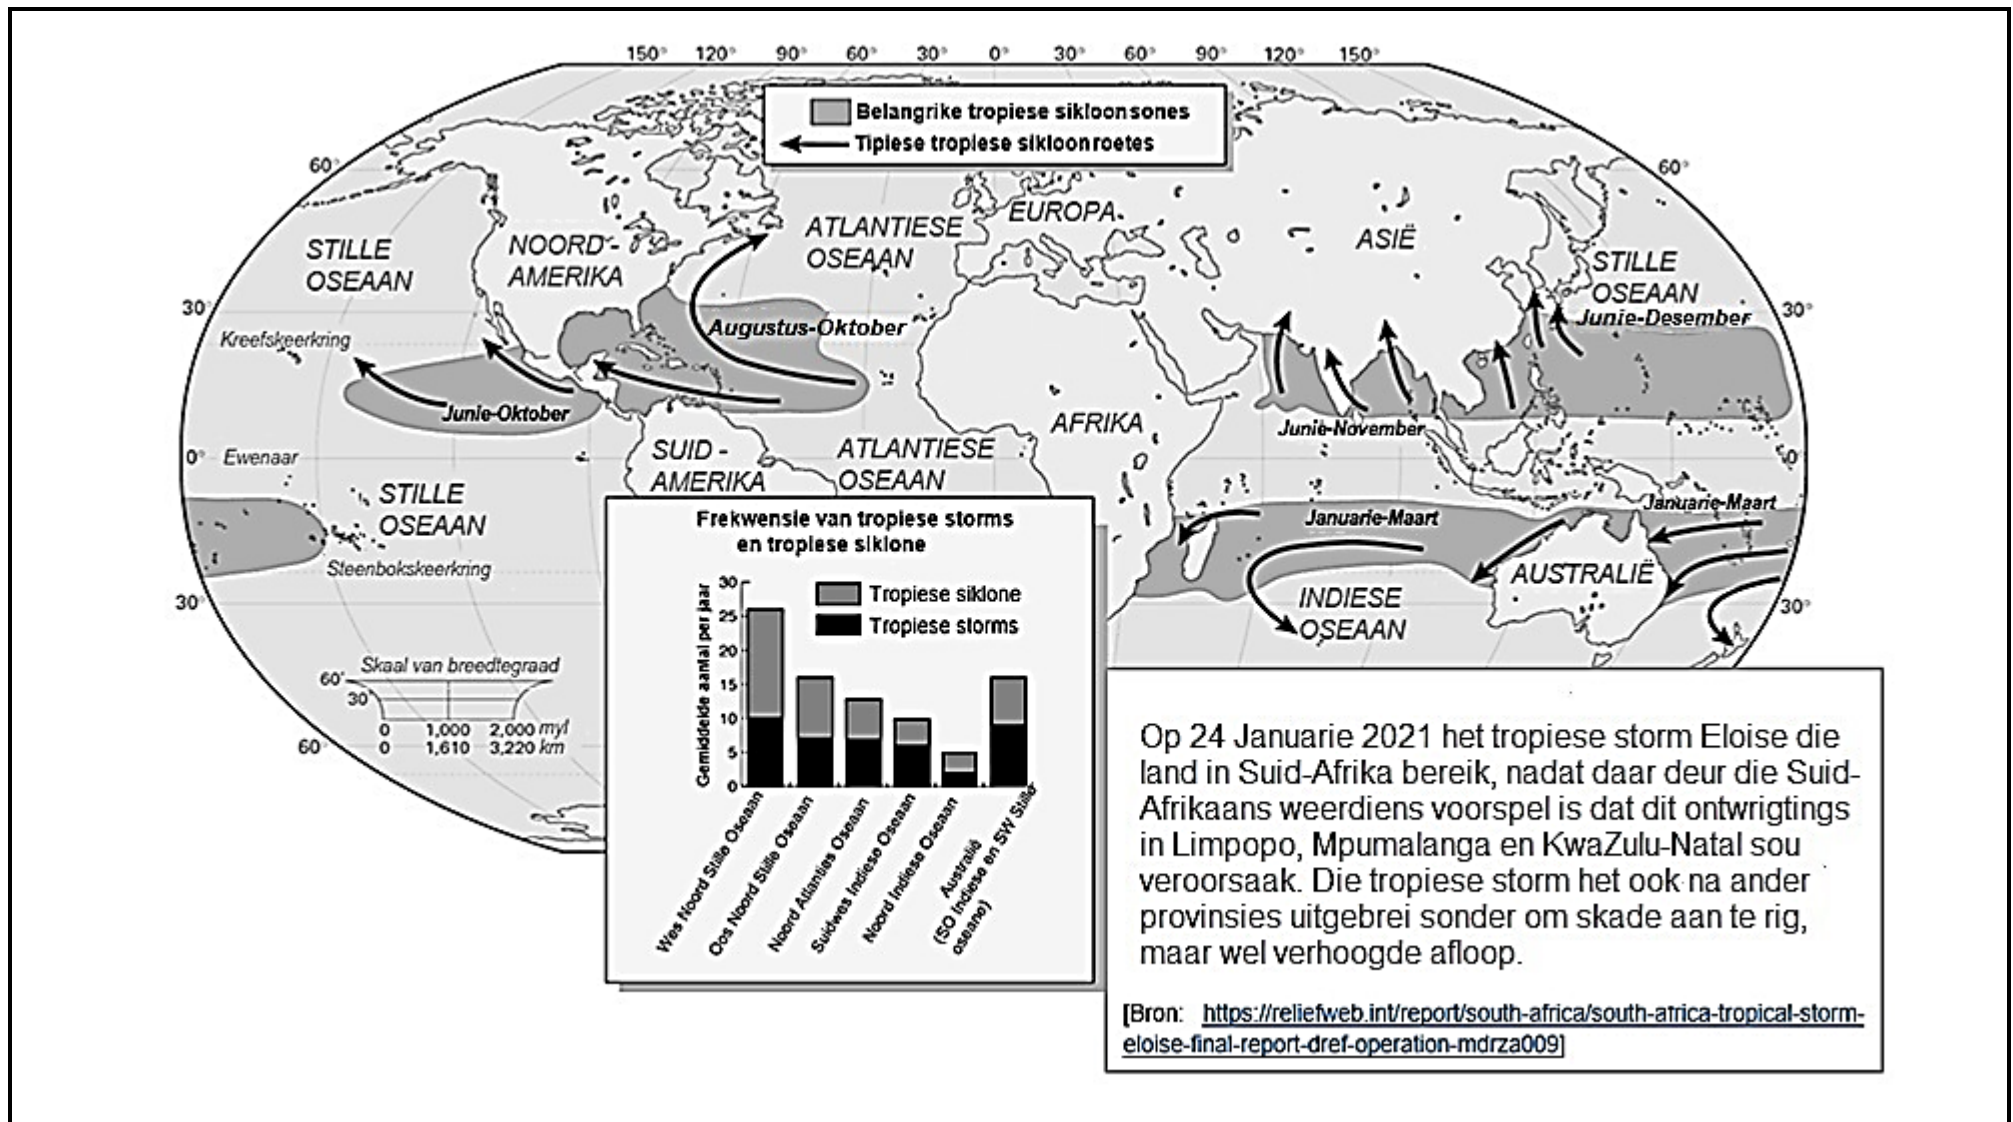 150° 120° 90° 60° 30° 0° 30° 60° 90° 120° 150°
Belangrike tropiese sikloonsones
Tipiese tropiese sikloonroetes
60°
60°
STILLE
OSEAAN
NOORD-
AMERIKA
ATLANTIESE
OSEAAN
EUROPA
ASIË
STILLE
OSEAAN
30°
30°
Kreefskeerkring
Augustus-Oktober
Junie-Desember
Junie-Oktober
Junie-November
AFRIKA
0° Ewenaar
0°
SUID -
AMERIKA
ATLANTIESE
OSEAAN
STILLE
OSEAAN
Januarie-Maart
Januarie-Maart
Steenbokskeerkring
AUSTRALIË
INDIESE
OSEAAN
30°
30°
Skaal van breedtegraad
60°
30°
0 1,000 2,000 myl
0 1,610 3,220 km
60°
Frekwensie van tropiese storms
en tropiese siklone
Tropiese siklone
Tropiese storms
Gemiddelde aantal per jaar
30
25
20
15
10
5
0
Wes Noord Stille Oseaan
Oos Noord Stille Oseaan
Noord Atlanties Oseaan
Suidwes Indiese Oseaan
Noord Indiese Oseaan
Australië
(SO Indiese en SW Stille
oseane)
Op 24 Januarie 2021 het tropiese storm Eloise die
land in Suid-Afrika bereik, nadat daar deur die Suid-
Afrikaans weerdiens voorspel is dat dit ontwrigtings
in Limpopo, Mpumalanga en KwaZulu-Natal sou
veroorsaak. Die tropiese storm het ook na ander
provinsies uitgebrei sonder om skade aan te rig,
maar wel verhoogde afloop.
[Bron: https://reliefweb.int/report/south-africa/south-africa-tropical-storm-
eloise-final-report-dref-operation-mdrza009]